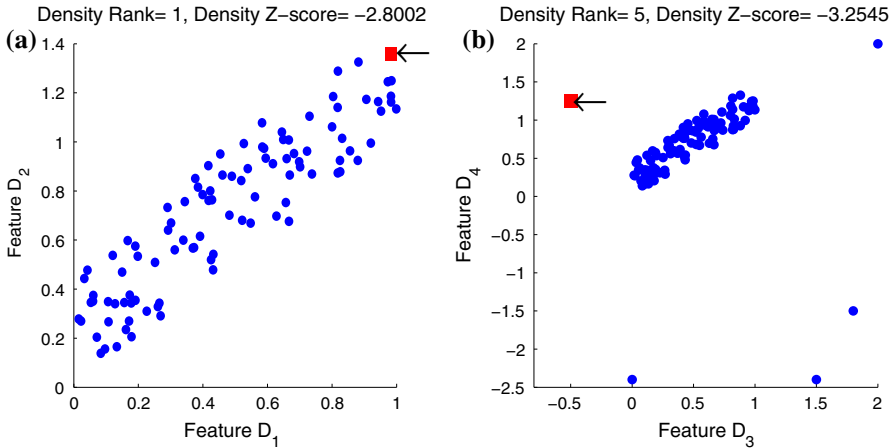 Density Rank= 1, Density Z-score= −2.8002
(a)
1.4
1.2
1
0.8
0.6
0.4
0.2
0
Feature D2
0 0.2 0.4 0.6 0.8 1
Feature D1
Density Rank= 5, Density Z-score= −3.2545
(b)
2
1.5
1
0.5
0
−0.5
−1
−1.5
−2
−2.5
Feature D4
−0.5 0 0.5 1 1.5 2
Feature D3